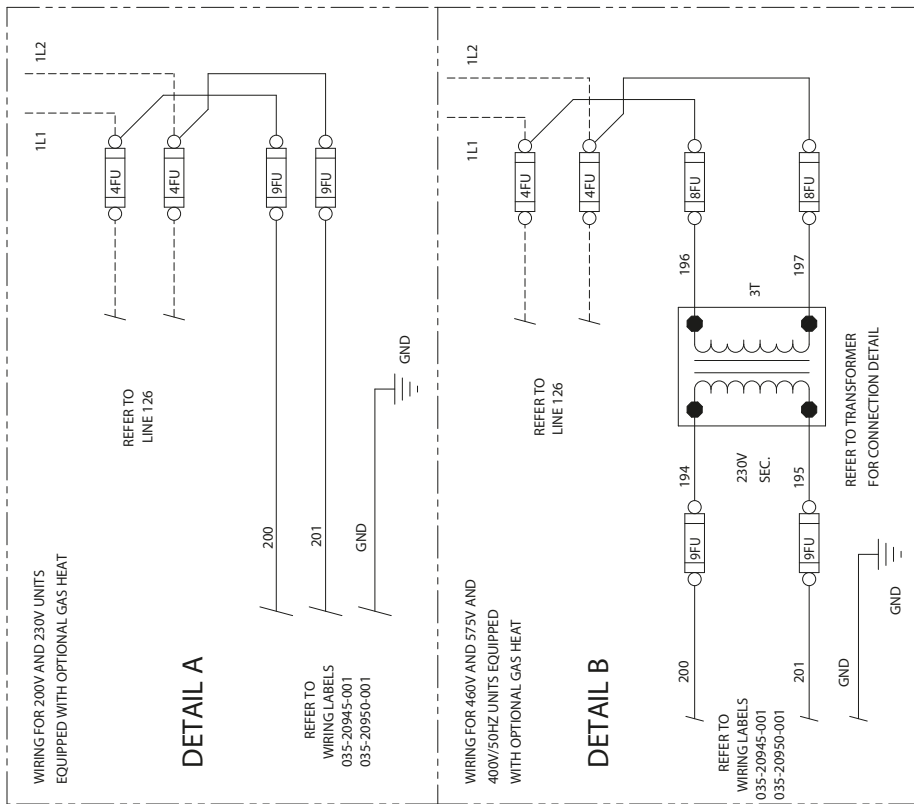 WIRING FOR 200V AND 230V UNITS
EQUIPPED WITH OPTIONAL GAS HEAT
DETAIL A
1L1
1L2
4FU
4FU
9FU
9FU
REFER TO
LINE 126
200
201
GND
GND
REFER TO
WIRING LABELS
035-20945-001
035-20950-001
WIRING FOR 460V AND 575V AND
400V/50HZ UNITS EQUIPPED
WITH OPTIONAL GAS HEAT
DETAIL B
1L1
1L2
4FU
4FU
8FU
8FU
REFER TO
LINE 126
196
197
3T
194
195
230V
SEC.
REFER TO TRANSFORMER
FOR CONNECTION DETAIL
9FU
9FU
200
201
GND
GND
REFER TO
WIRING LABELS
035-20945-001
035-20950-001